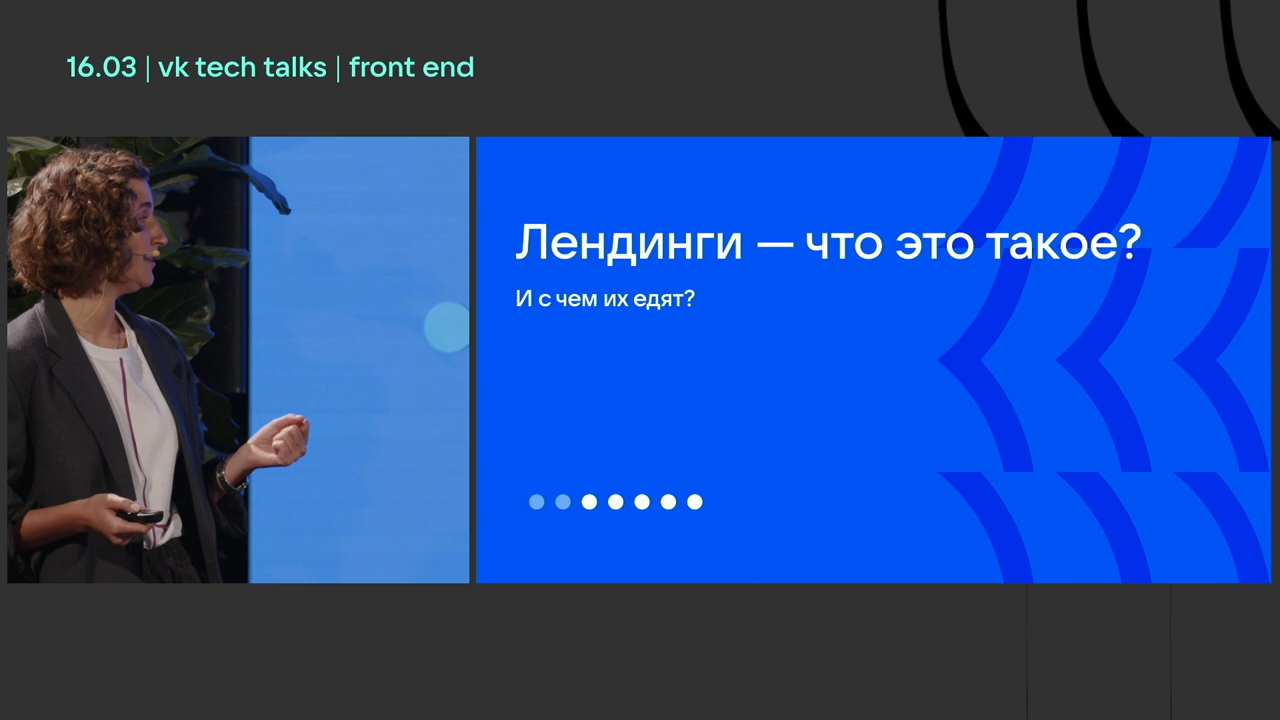 16.03 | vk tech talks | front end
Лендинги — что это такое?
И с чем их едят?